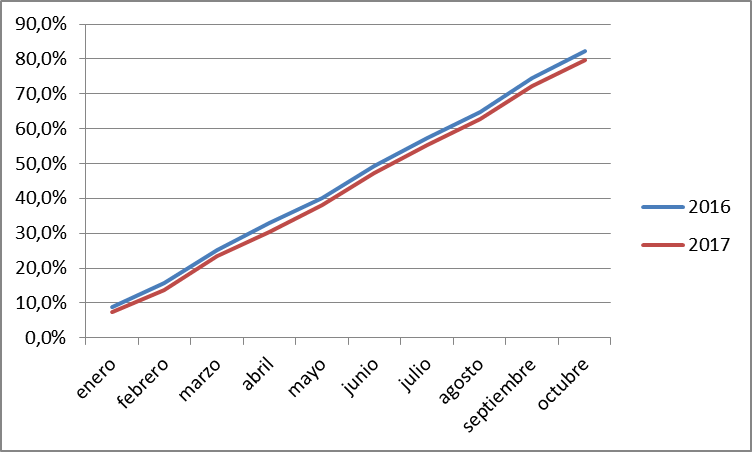 90,0%
80,0%
70,0%
60,0%
50,0%
40,0%
30,0%
20,0%
10,0%
0,0%
enero
febrero
marzo
abril
mayo
junio
julio
agosto
septiembre
octubre
2016
2017